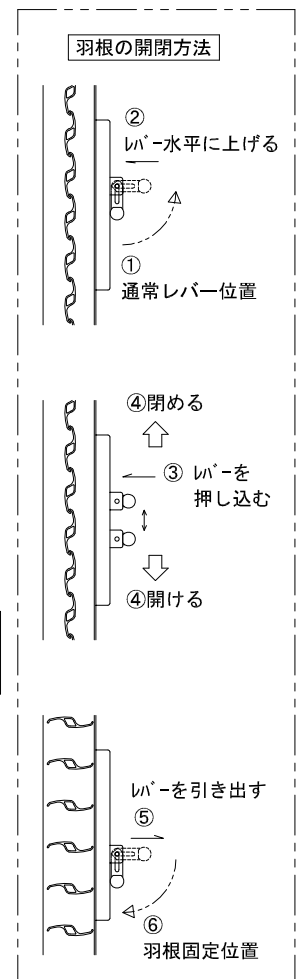 羽根の開閉方法
②
ﾚﾊﾞｰ水平に上げる
①
通常レバー位置
④閉める
③ ﾚﾊﾞｰを
押し込む
④開ける
ﾚﾊﾞｰを引き出す
⑤
⑥
羽根固定位置